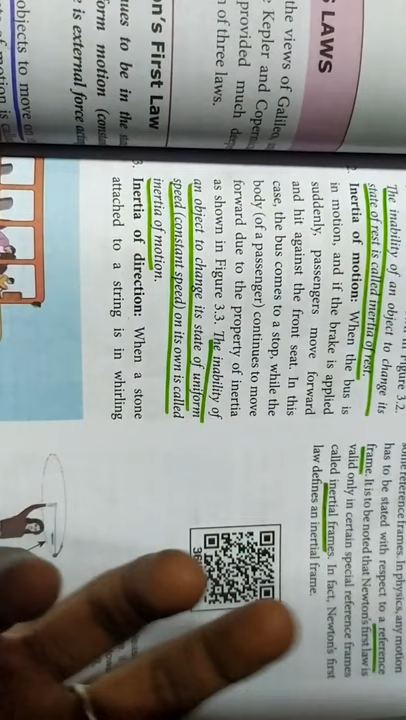 LAWS
the views of Galileo
Kepler and
provided much
of three laws.
First Law
to be in the
form motion
is external force
objects to move
Figure 3.2.
The inability of an object to change its
state of rest is called inertia of rest.
Inertia of motion: When the bus is
in motion, and if the brake is applied
suddenly, passengers move forward
and hit against the front seat. In this
case, the bus comes to a stop, while the
body (of a passenger) continues to move
forward due to the property of inertia
as shown in Figure 3.3. The inability of
an object to change its state of uniform
speed (constant speed) on its own is called
inertia of motion.
3. Inertia of direction: When a stone
attached to a string is in whirling
some reference frames. In physics, any motion
has to be stated with respect to a reference
frame. It is to be noted that Newton's first law is
valid only in certain special reference frames
called inertial frames. In fact, Newton's first
law defines an inertial frame.